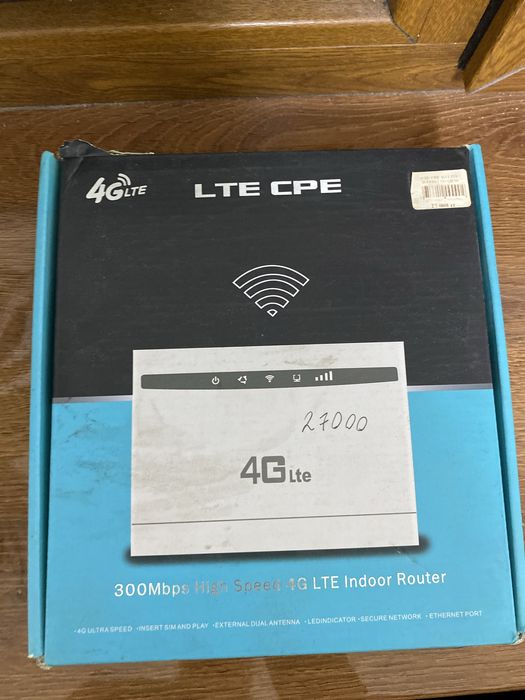 4G LTE
LTE CPE
27000
4G Lte
300Mbps High Speed 4G LTE Indoor Router
·4G ULTRA SPEED ·INSERT SIM AND PLAY ·EXTERNAL DUAL ANTENNA ·LEDINDICATOR ·SECURE NETWORK ·ETHERNET PORT